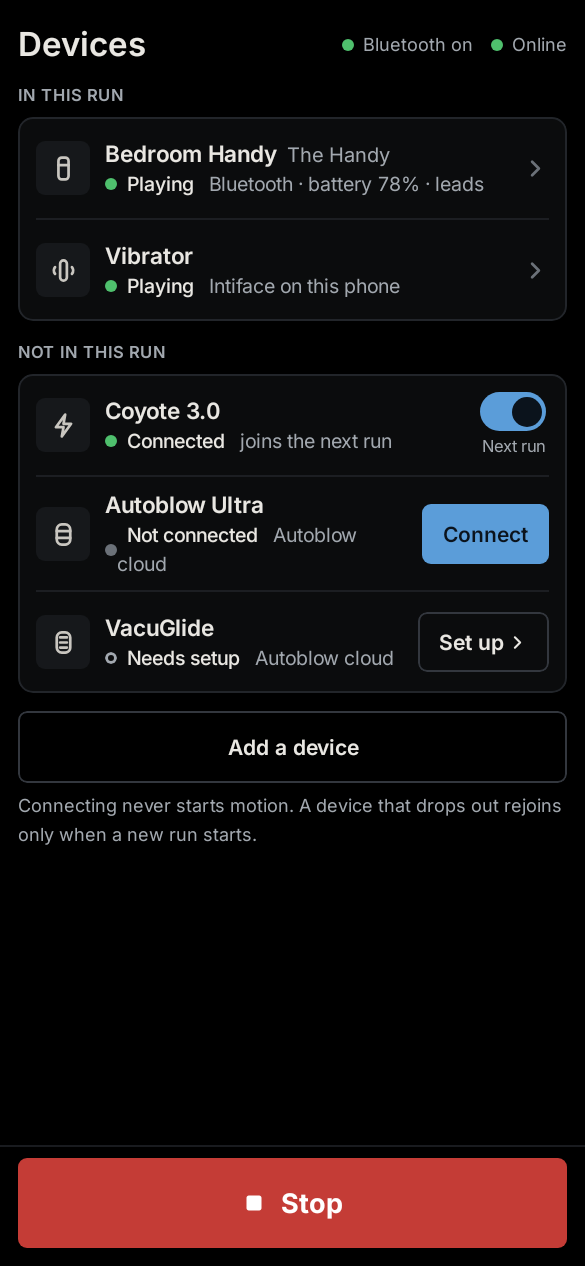 Devices
Bluetooth on
Online
IN THIS RUN
Bedroom Handy The Handy
Playing Bluetooth · battery 78% · leads
Vibrator
Playing Intiface on this phone
NOT IN THIS RUN
Coyote 3.0
Connected joins the next run
Next run
Autoblow Ultra
Not connected Autoblow
cloud
Connect
VacuGlide
Needs setup Autoblow cloud
Set up
Add a device
Connecting never starts motion. A device that drops out rejoins
only when a new run starts.
Stop